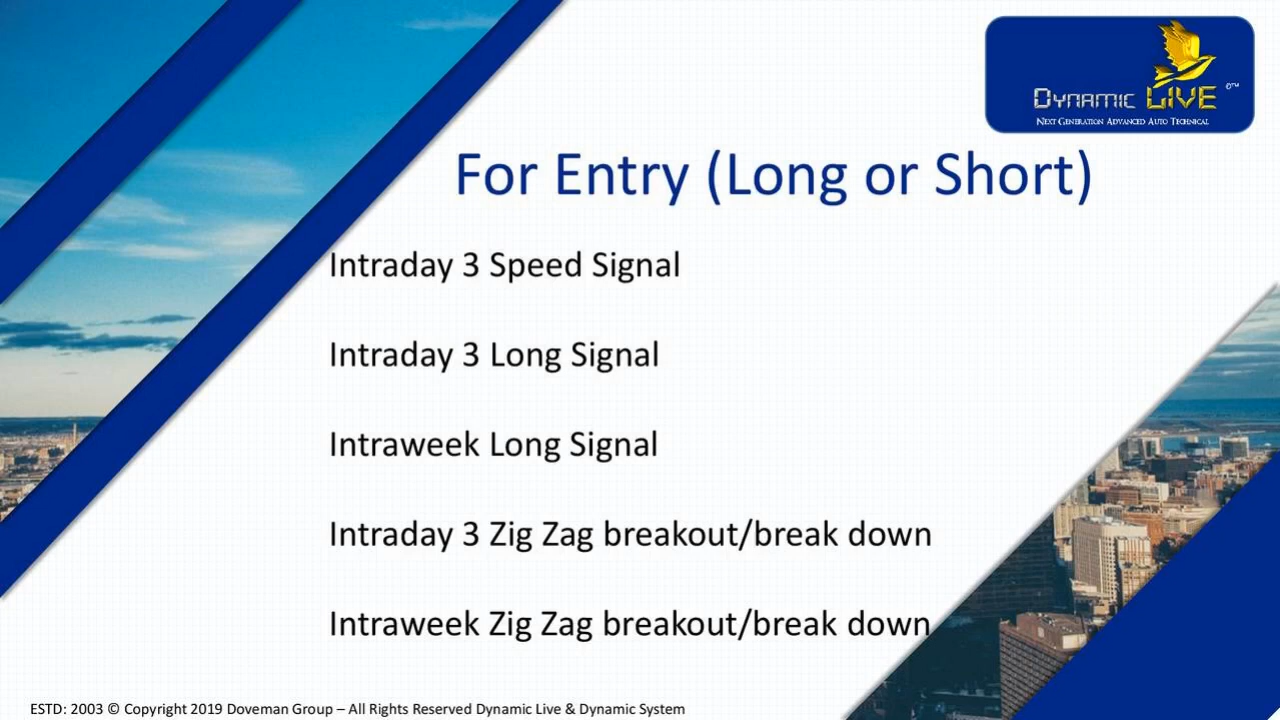 Dynamic LIVE ©™
Next Generation Advanced Auto Technical
For Entry (Long or Short)
Intraday 3 Speed Signal
Intraday 3 Long Signal
Intraweek Long Signal
Intraday 3 Zig Zag breakout/break down
Intraweek Zig Zag breakout/break down
ESTD: 2003 © Copyright 2019 Doveman Group – All Rights Reserved Dynamic Live & Dynamic System